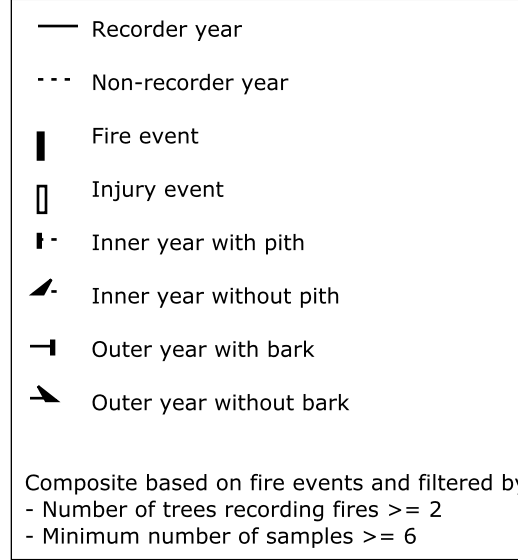 Recorder year
Non-recorder year
Fire event
Injury event
Inner year with pith
Inner year without pith
Outer year with bark
Outer year without bark
Composite based on fire events and filtered by
- Number of trees recording fires >= 2
- Minimum number of samples >= 6